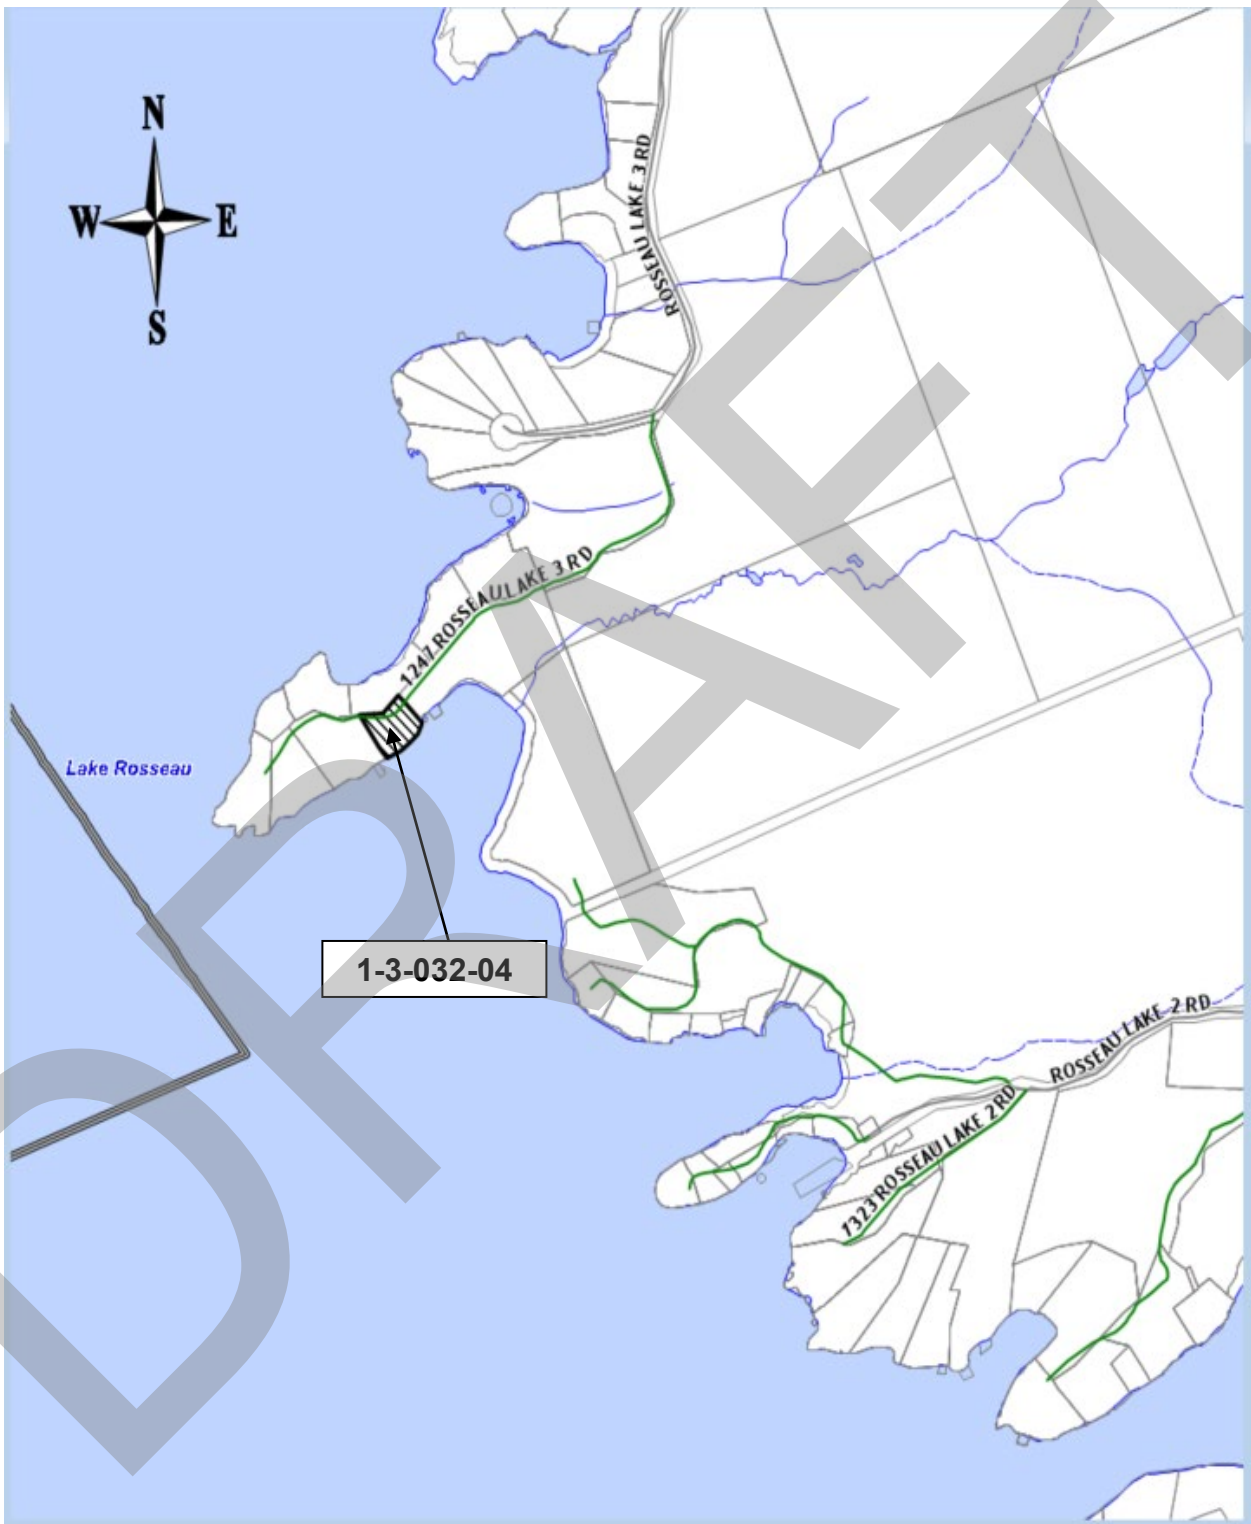 N
W E
S
ROSSEAU LAKE 3 RD
1247 ROSSEAU LAKE 3 RD
Lake Rosseau
1-3-032-04
ROSSEAU LAKE 2 RD
1323 ROSSEAU LAKE 2 RD
DRAFT